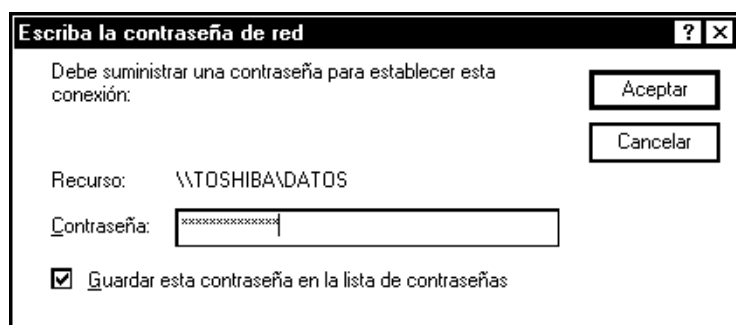 Escriba la contraseña de red ? ×
Debe suministrar una contraseña para establecer esta
conexión:
Aceptar
Cancelar
Recurso: \\TOSHIBA\DATOS
Contraseña: **************
Guardar esta contraseña en la lista de contraseñas